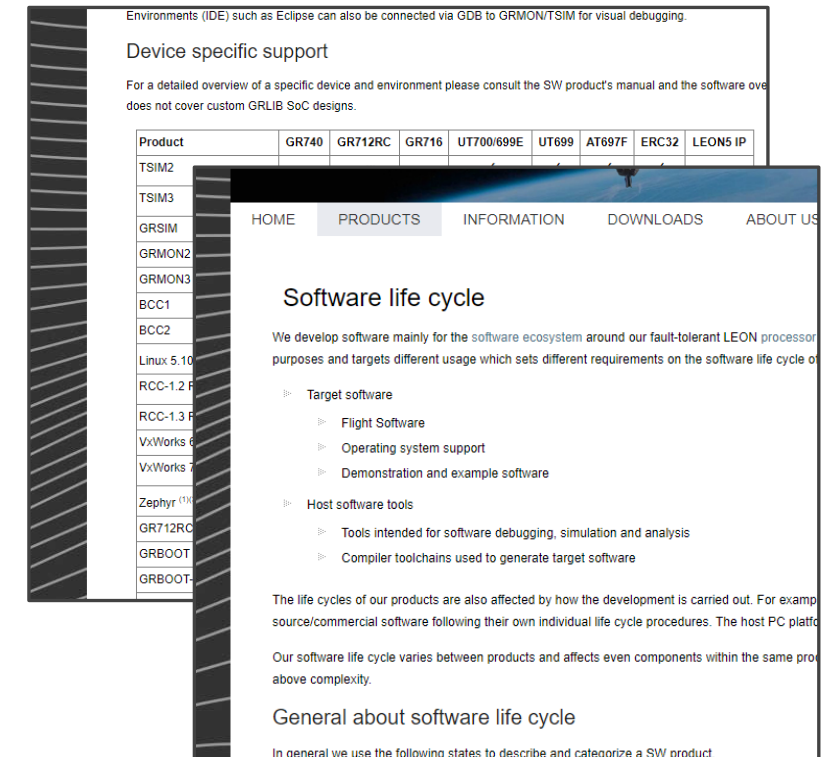 Environments (IDE) such as Eclipse can also be connected via GDB to GRMON/TSIM for visual debugging.
Device specific support
For a detailed overview of a specific device and environment please consult the SW product's manual and the software
does not cover custom GRLIB SoC designs.
Product GR740 GR712RC GR716 UT700/699E UT699 AT697F ERC32 LEON5 IP
TSIM2
TSIM3
GRSIM
GRMON2
GRMON3
BCC1
BCC2
Linux 5.10
RCC-1.2
RCC-1.3
VxWorks
VxWorks
Zephyr
GR712RC
GRBOOT
GRBOOT-
HOME PRODUCTS INFORMATION DOWNLOADS ABOUT US
Software life cycle
We develop software mainly for the software ecosystem around our fault-tolerant LEON processor
purposes and targets different usage which sets different requirements on the software life cycle of
Target software
Flight Software
Operating system support
Demonstration and example software
Host software tools
Tools intended for software debugging, simulation and analysis
Compiler toolchains used to generate target software
The life cycles of our products are also affected by how the development is carried out. For
source/commercial software following their own individual life cycle procedures. The host PC
Our software life cycle varies between products and affects even components within the same
above complexity.
General about software life cycle
In general we use the following states to describe and categorize a SW product